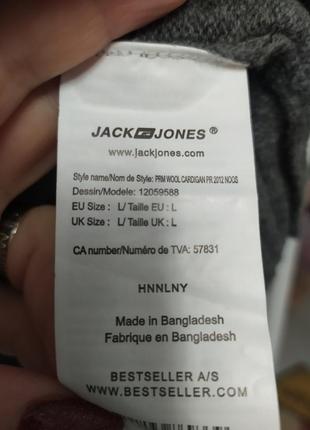 JACK JONES®
www.jackjones.com
Style name/Nom de Style: PRM WOOL CARDIGAN PR 2012 NOOS
Dessin/Modele: 12059588
EU Size : L/ Taille EU : L
UK Size : L/ Taille UK : L
CA number/Numéro de TVA: 57831
HNNLNY
Made in Bangladesh
Fabrique en Bangladesh
BESTSELLER A/S
WWW.BESTSELLER.COM